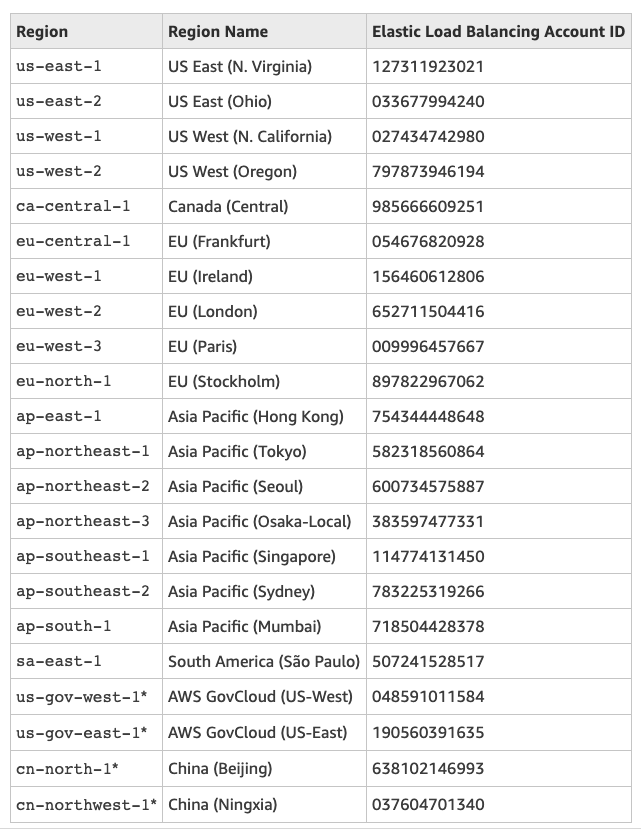 Region Region Name Elastic Load Balancing Account ID
us-east-1 US East (N. Virginia) 127311923021
us-east-2 US East (Ohio) 033677994240
us-west-1 US West (N. California) 027434742980
us-west-2 US West (Oregon) 797873946194
ca-central-1 Canada (Central) 985666609251
eu-central-1 EU (Frankfurt) 054676820928
eu-west-1 EU (Ireland) 156460612806
eu-west-2 EU (London) 652711504416
eu-west-3 EU (Paris) 009996457667
eu-north-1 EU (Stockholm) 897822967062
ap-east-1 Asia Pacific (Hong Kong) 754344448648
ap-northeast-1 Asia Pacific (Tokyo) 582318560864
ap-northeast-2 Asia Pacific (Seoul) 600734575887
ap-northeast-3 Asia Pacific (Osaka-Local) 383597477331
ap-southeast-1 Asia Pacific (Singapore) 114774131450
ap-southeast-2 Asia Pacific (Sydney) 783225319266
ap-south-1 Asia Pacific (Mumbai) 718504428378
sa-east-1 South America (São Paulo) 507241528517
us-gov-west-1* AWS GovCloud (US-West) 048591011584
us-gov-east-1* AWS GovCloud (US-East) 190560391635
cn-north-1* China (Beijing) 638102146993
cn-northwest-1* China (Ningxia) 037604701340